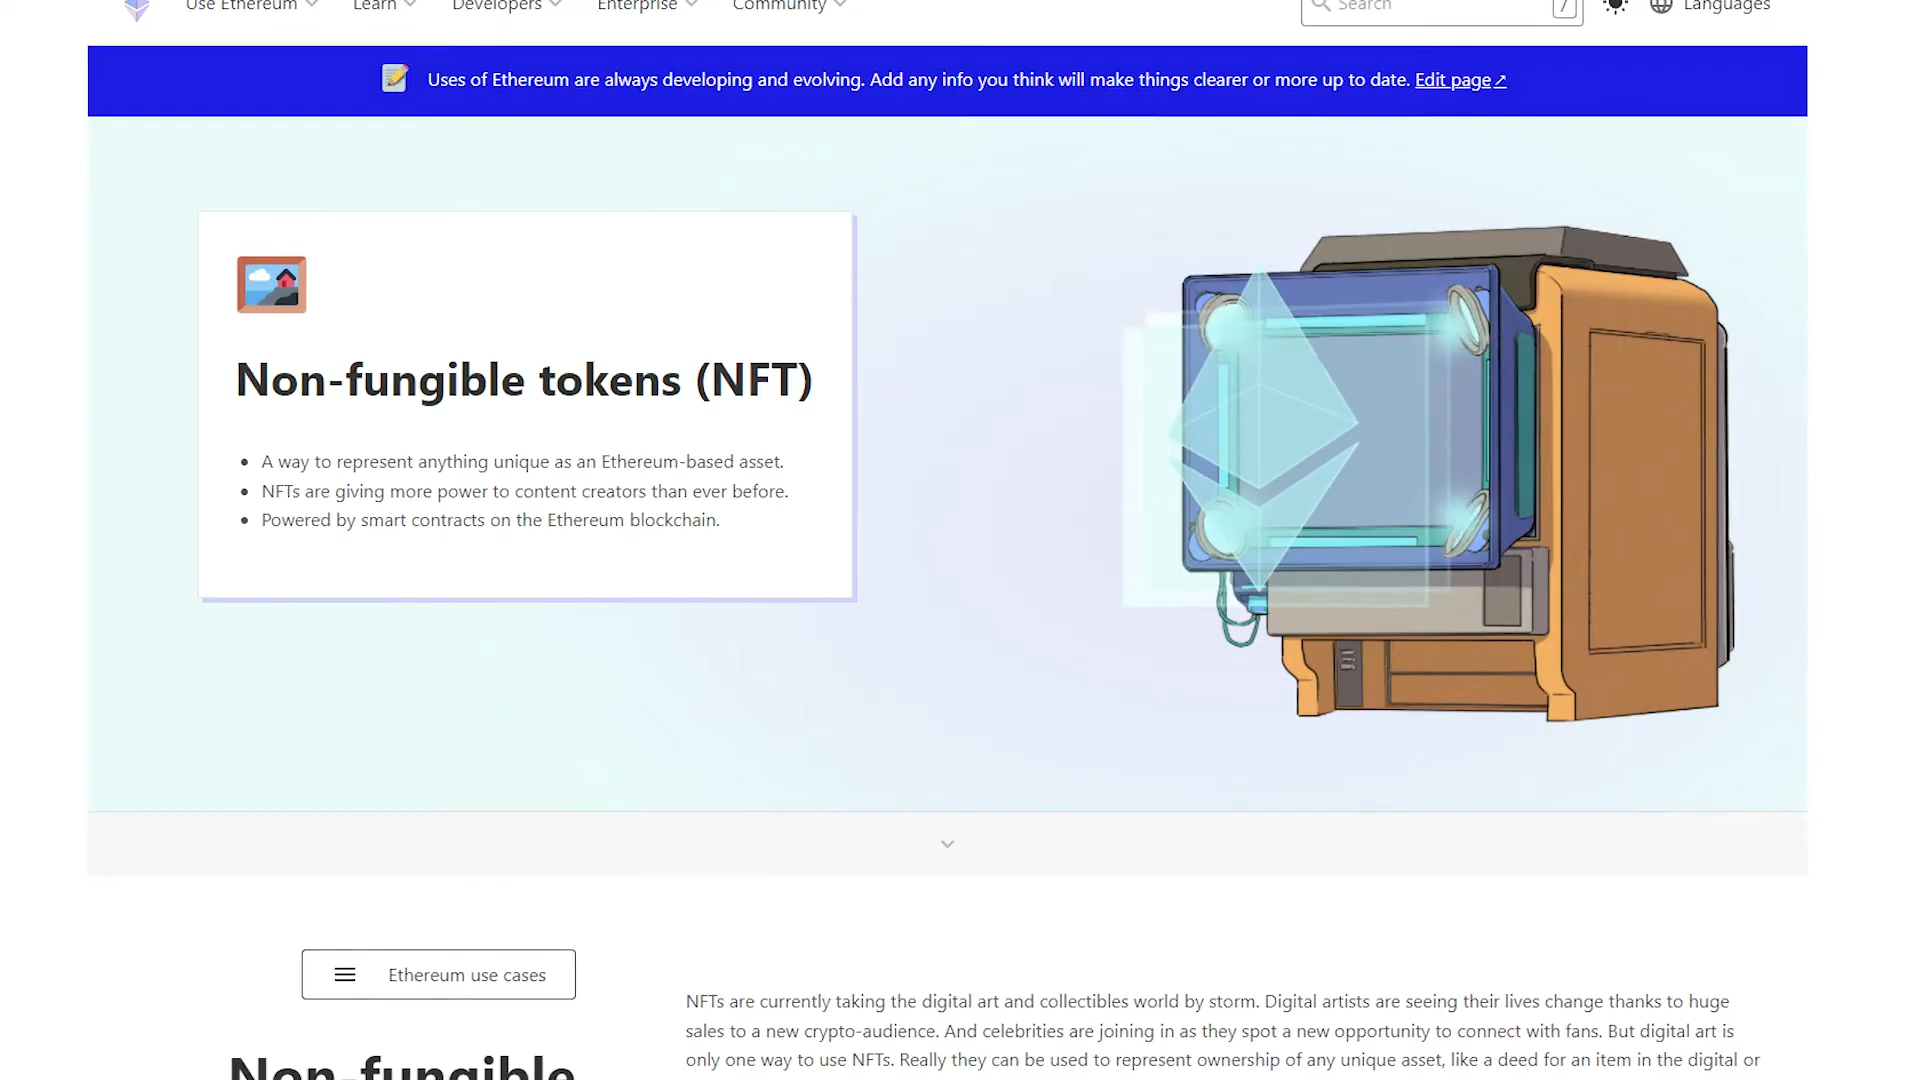 Use Ethereum Learn Developers Enterprise Community Search / Languages
Uses of Ethereum are always developing and evolving. Add any info you think will make things clearer or more up to date. Edit page↗
Non-fungible tokens (NFT)
• A way to represent anything unique as an Ethereum-based asset.
• NFTs are giving more power to content creators than ever before.
• Powered by smart contracts on the Ethereum blockchain.
Ethereum use cases
Non-fungible
NFTs are currently taking the digital art and collectibles world by storm. Digital artists are seeing their lives change thanks to huge
sales to a new crypto-audience. And celebrities are joining in as they spot a new opportunity to connect with fans. But digital art is
only one way to use NFTs. Really they can be used to represent ownership of any unique asset, like a deed for an item in the digital or